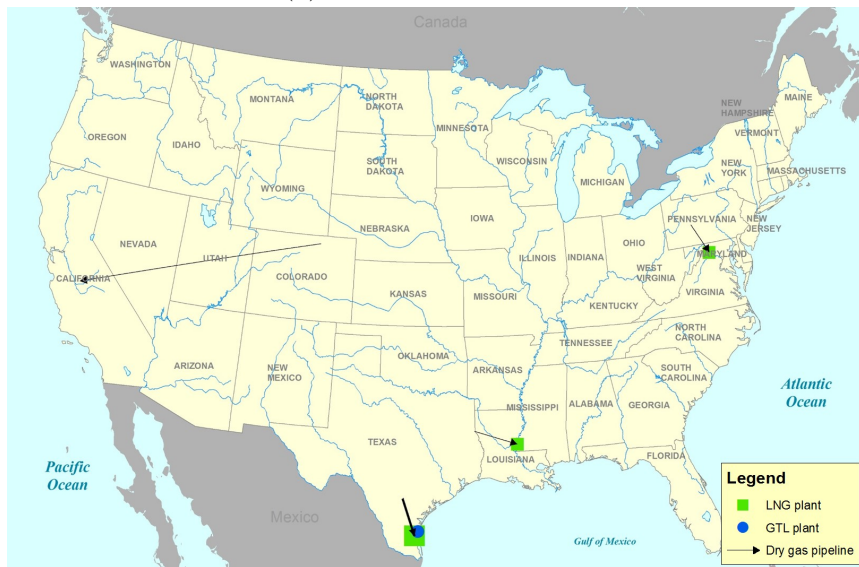 Canada
WASHINGTON
MONTANA
NORTH
DAKOTA
MINNESOTA
MAINE
NEW
HAMPSHIRE
VERMONT
OREGON
IDAHO
SOUTH
DAKOTA
WISCONSIN
MICHIGAN
NEW
YORK
MASSACHUSETTS
WYOMING
IOWA
PENNSYLVANIA
NEW
JERSEY
NEBRASKA
NEVADA
UTAH
ILLINOIS
INDIANA
OHIO
MARYLAND
CALIFORNIA
COLORADO
WEST
VIRGINIA
VIRGINIA
KANSAS
MISSOURI
KENTUCKY
NORTH
CAROLINA
TENNESSEE
ARIZONA
NEW
MEXICO
OKLAHOMA
ARKANSAS
SOUTH
CAROLINA
MISSISSIPPI
ALABAMA
GEORGIA
Atlantic
Ocean
TEXAS
LOUISIANA
FLORIDA
Pacific
Ocean
Mexico
Gulf of Mexico
Legend
LNG plant
GTL plant
Dry gas pipeline